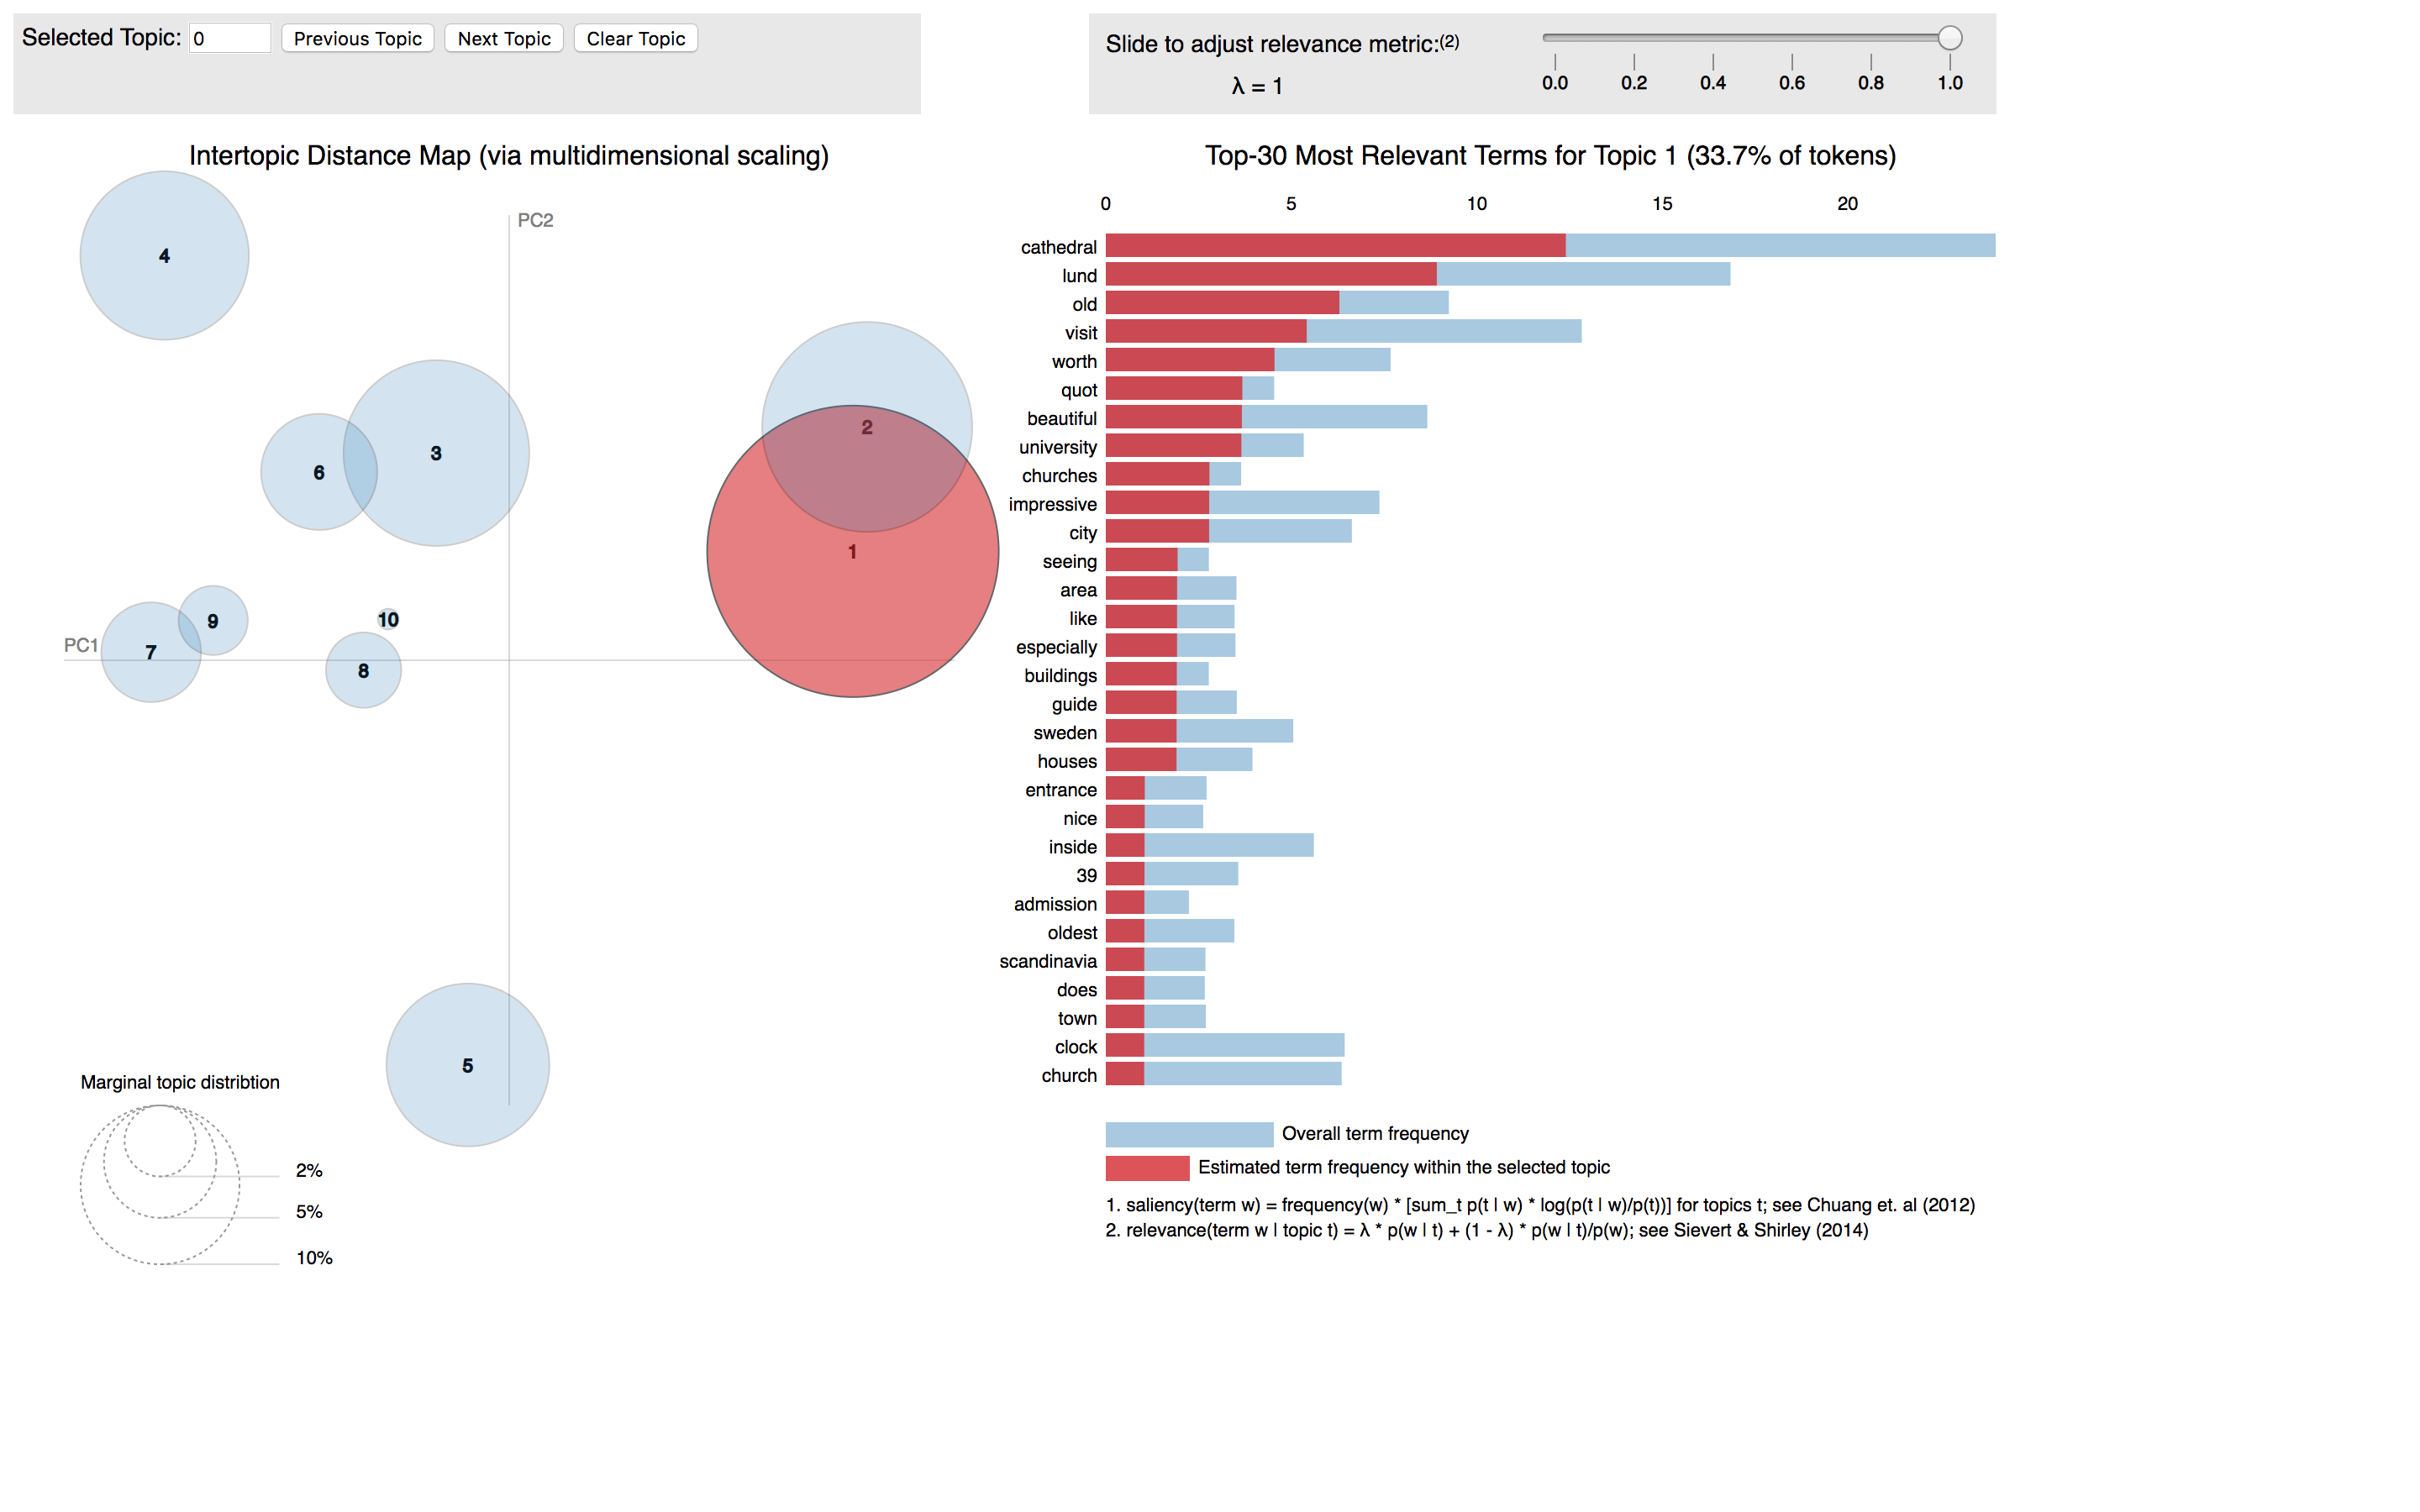 Selected Topic: 0 Previous Topic Next Topic Clear Topic
Slide to adjust relevance metric:(2)
λ = 1
0.0 0.2 0.4 0.6 0.8 1.0
Intertopic Distance Map (via multidimensional scaling)
PC2
PC1
4
2
3
6
1
9
10
7
8
5
Marginal topic distribtion
2%
5%
10%
Top-30 Most Relevant Terms for Topic 1 (33.7% of tokens)
0 5 10 15 20
cathedral
lund
old
visit
worth
quot
beautiful
university
churches
impressive
city
seeing
area
like
especially
buildings
guide
sweden
houses
entrance
nice
inside
39
admission
oldest
scandinavia
does
town
clock
church
Overall term frequency
Estimated term frequency within the selected topic
1. saliency(term w) = frequency(w) * [sum_t p(t | w) * log(p(t | w)/p(t))] for topics t; see Chuang et. al (2012)
2. relevance(term w | topic t) = λ * p(w | t) + (1 - λ) * p(w | t)/p(w); see Sievert & Shirley (2014)